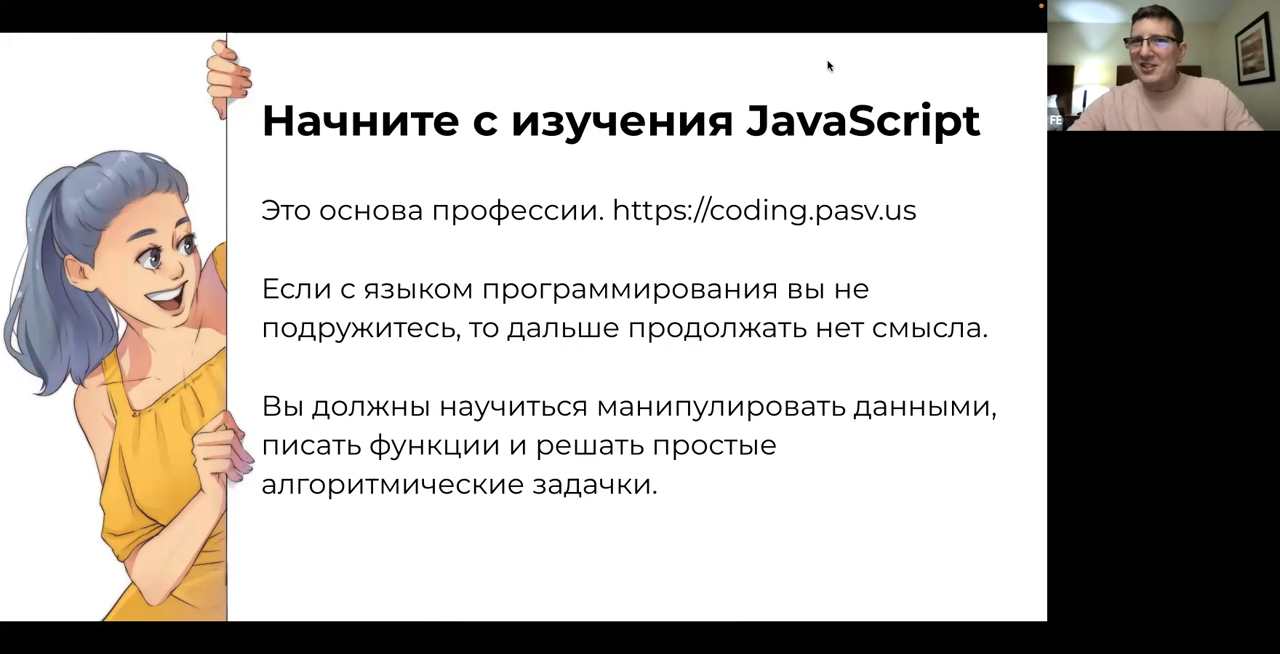 Начните с изучения JavaScript
Это основа профессии. https://coding.pasv.us
Если с языком программирования вы не
подружитесь, то дальше продолжать нет смысла.
Вы должны научиться манипулировать данными,
писать функции и решать простые
алгоритмические задачки.
FE